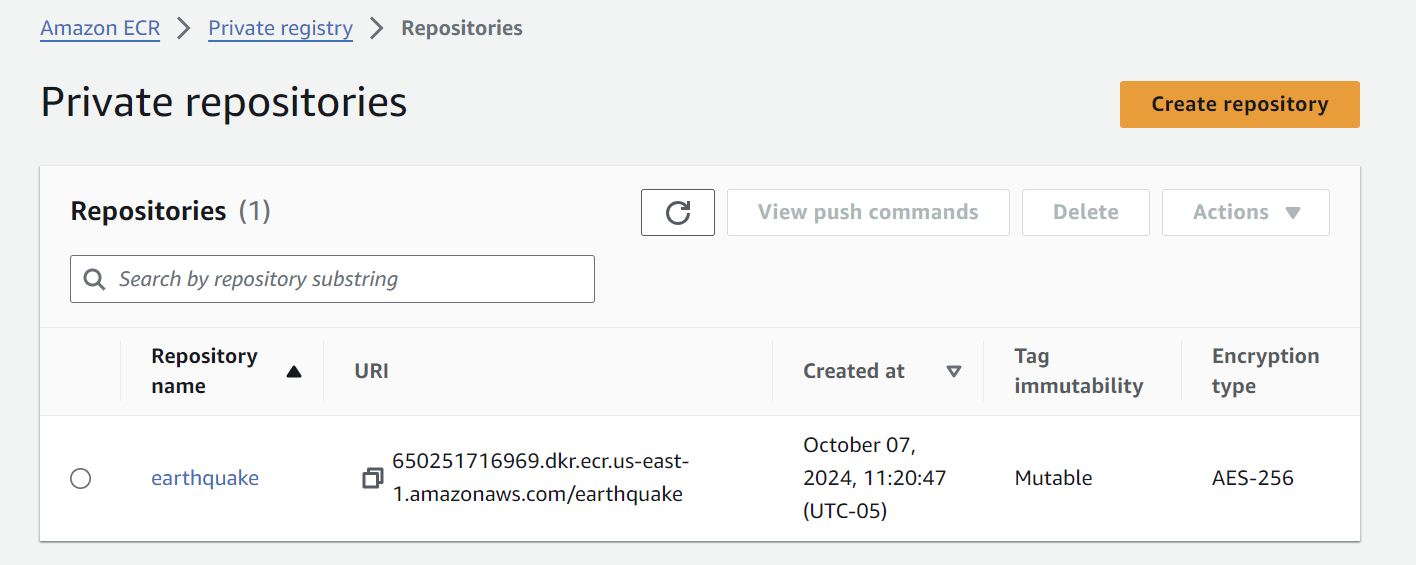 Amazon ECR > Private registry > Repositories
Private repositories
Create repository
Repositories (1)
View push commands
Delete
Actions
Search by repository substring
Repository
name
URI
Created at
Tag
immutability
Encryption
type
earthquake
650251716969.dkr.ecr.us-east-
1.amazonaws.com/earthquake
October 07,
2024, 11:20:47
(UTC-05)
Mutable
AES-256